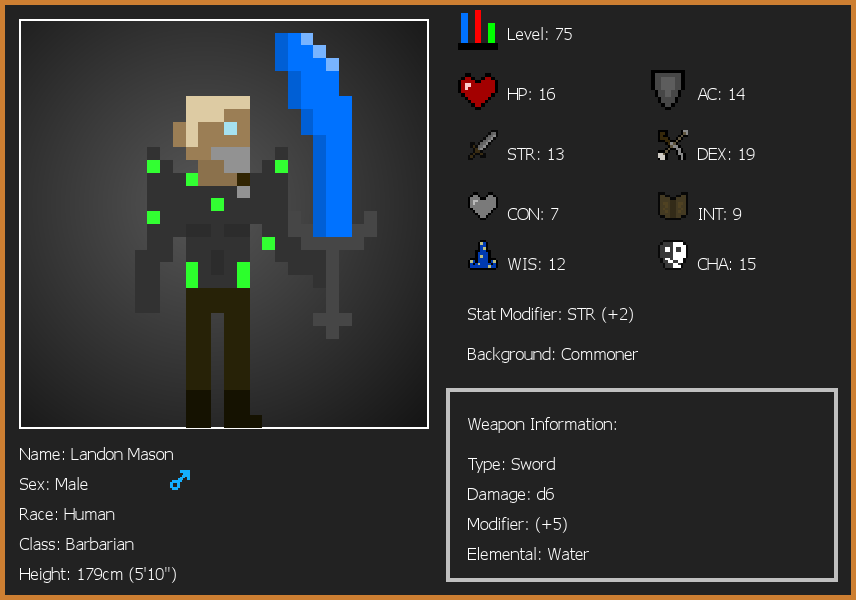 Level: 75
HP: 16
AC: 14
STR: 13
DEX: 19
CON: 7
INT: 9
WIS: 12
CHA: 15
Stat Modifier: STR (+2)
Background: Commoner
Weapon Information:
Type: Sword
Damage: d6
Modifier: (+5)
Elemental: Water
Name: Landon Mason
Sex: Male
Race: Human
Class: Barbarian
Height: 179cm (5'10")